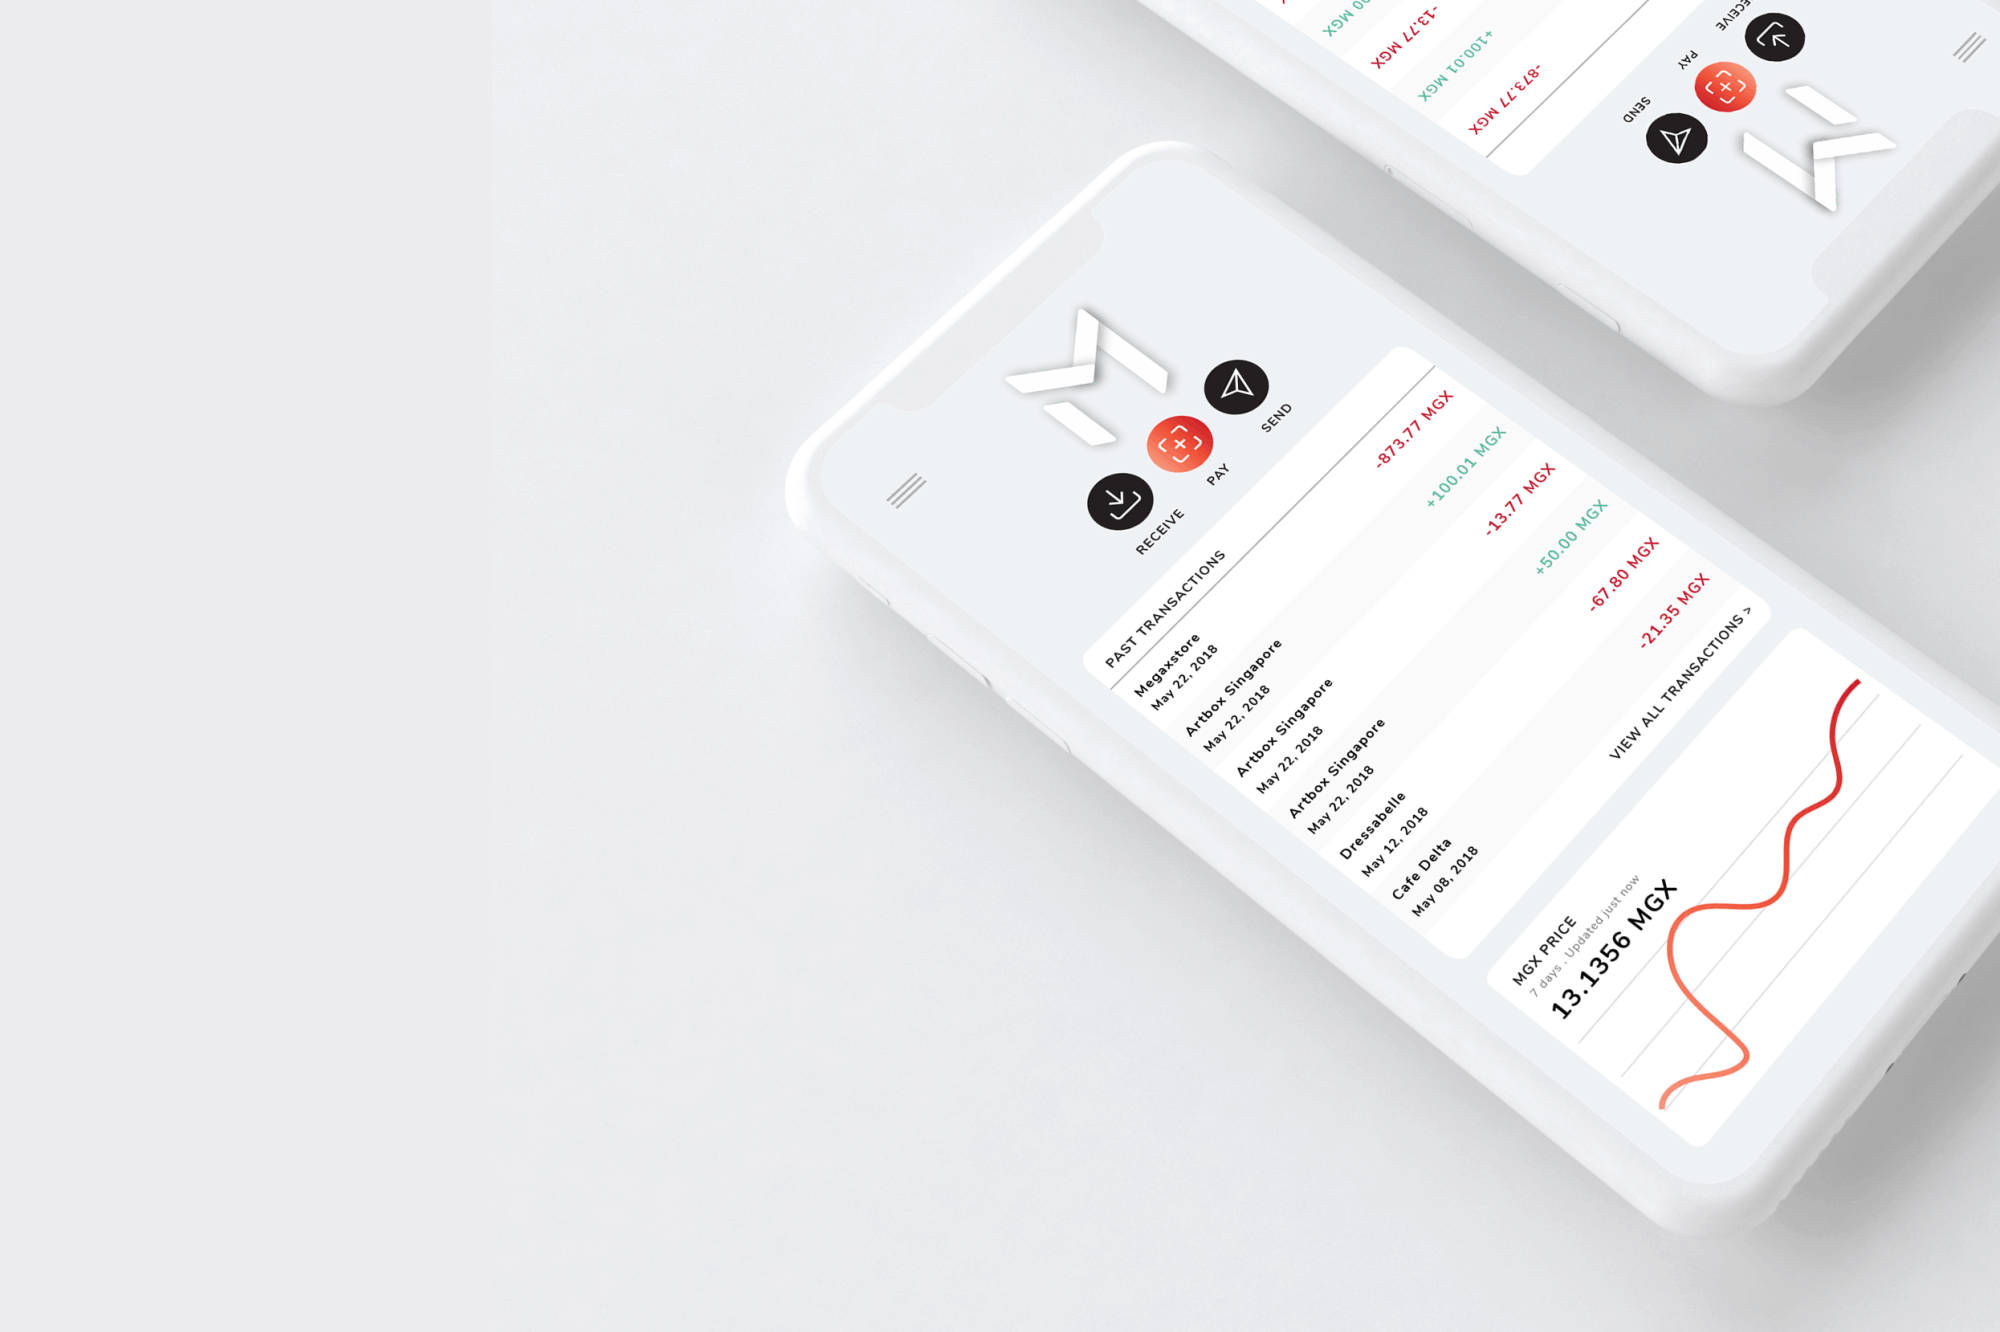 RECEIVE
PAY
SEND
PAST TRANSACTIONS
Megaxstore
May 22, 2018
-873.77 MGX
Artbox Singapore
May 22, 2018
+100.01 MGX
Artbox Singapore
May 22, 2018
-13.77 MGX
Artbox Singapore
May 22, 2018
+50.00 MGX
Dressabelle
May 12, 2018
-67.80 MGX
Cafe Delta
May 08, 2018
-21.35 MGX
VIEW ALL TRANSACTIONS >
MGX PRICE
7 days . Updated just now
13.1356 MGX
ECEIVE
PAY
SEND
-873.77 MGX
+100.01 MGX
-13.77 MGX
00 MGX